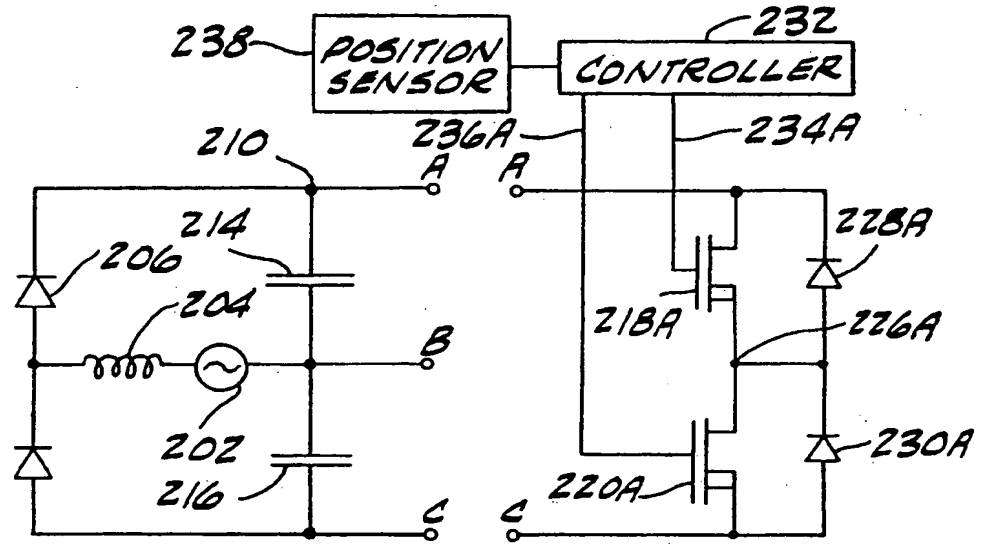 238
POSITION
SENSOR
232
CONTROLLER
236A
234A
210
A
A
214
206
228A
204
218A
226A
B
202
216
220A
230A
C
C